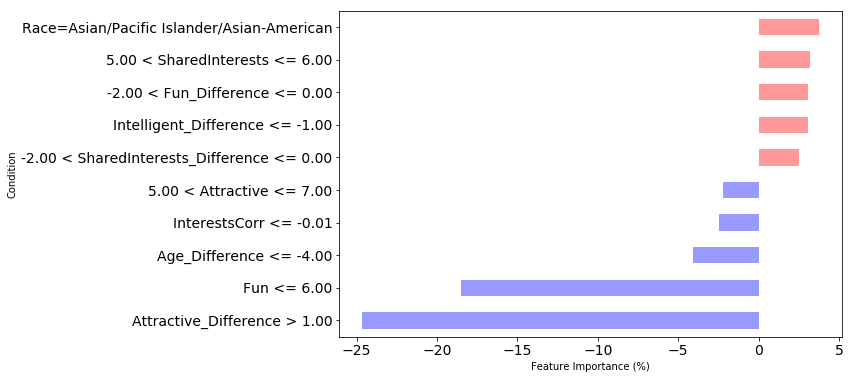 Race=Asian/Pacific Islander/Asian-American
5.00 < SharedInterests <= 6.00
-2.00 < Fun_Difference <= 0.00
Intelligent_Difference <= -1.00
-2.00 < SharedInterests_Difference <= 0.00
5.00 < Attractive <= 7.00
InterestsCorr <= -0.01
Age_Difference <= -4.00
Fun <= 6.00
Attractive_Difference > 1.00
Condition
−25 −20 −15 −10 −5 0 5
Feature Importance (%)